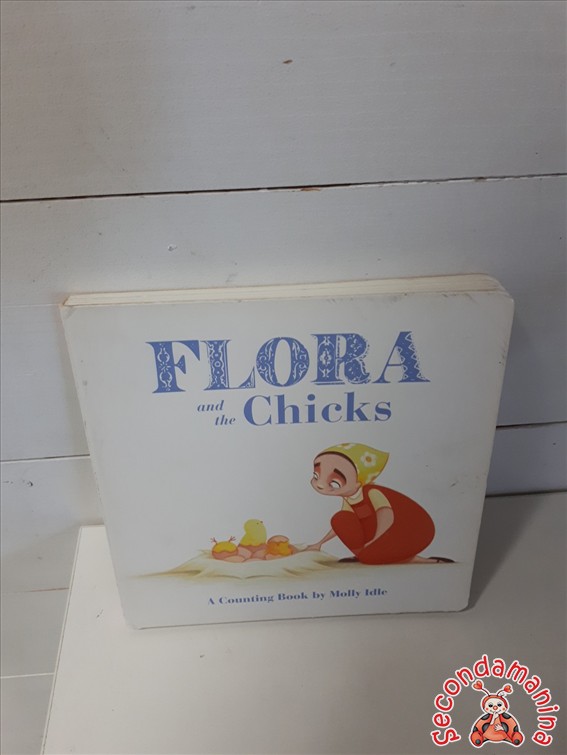 FLORA
and the Chicks
A Counting Book by Molly Idle
Secondamanina